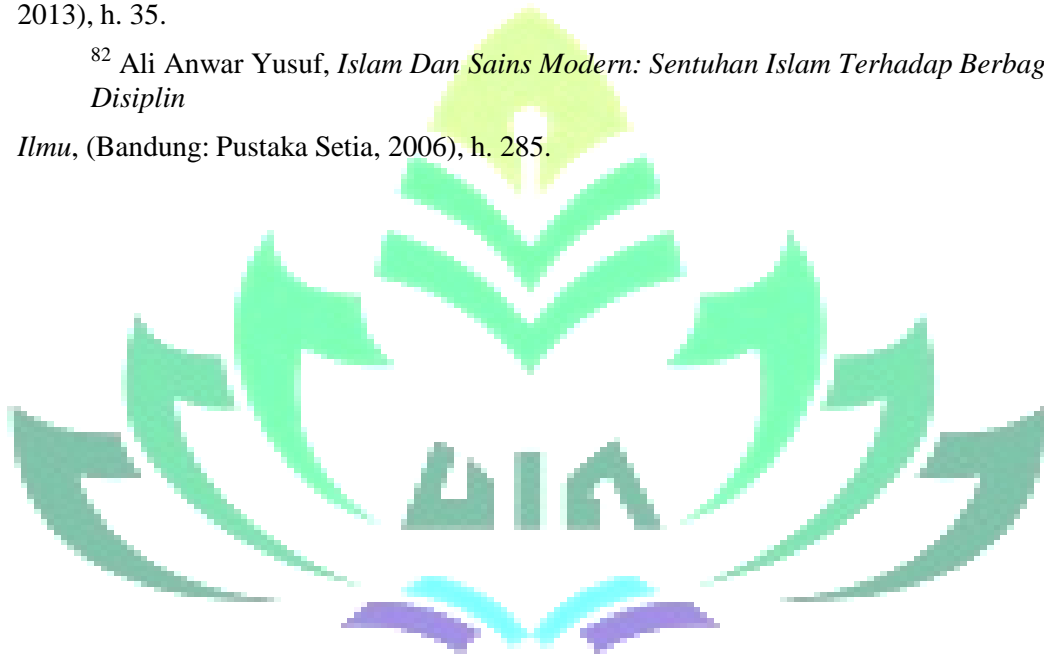 2013), h. 35.
82 Ali Anwar Yusuf, Islam Dan Sains Modern: Sentuhan Islam Terhadap Berbag
Disiplin
Ilmu, (Bandung: Pustaka Setia, 2006), h. 285.
UIN